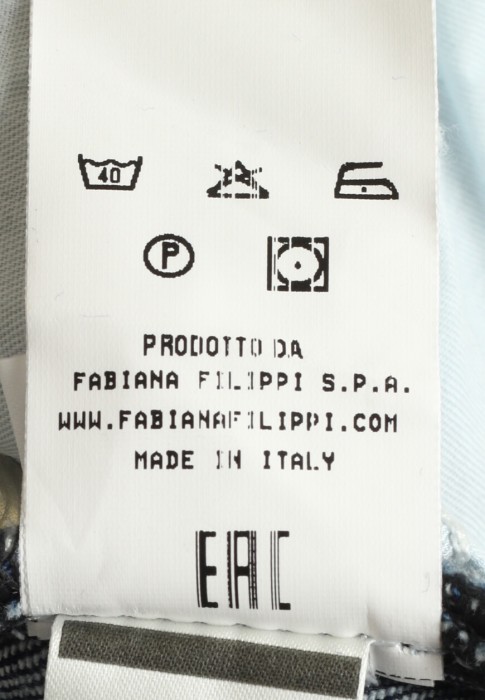 40
P
PRODOTTO DA
FABIANA FILIPPI S.P.A.
WWW.FABIANAFILIPPI.COM
MADE IN ITALY
EAC